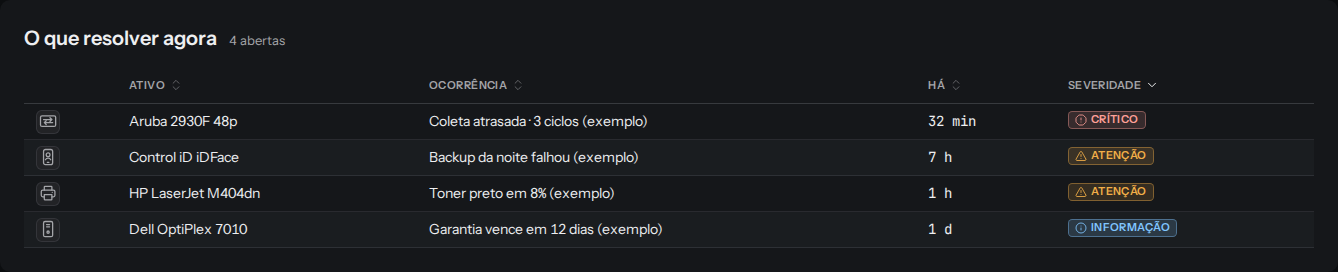 O que resolver agora 4 abertas
ATIVO OCORRÊNCIA HÁ SEVERIDADE
Aruba 2930F 48p Coleta atrasada · 3 ciclos (exemplo) 32 min CRÍTICO
Control iD iDFace Backup da noite falhou (exemplo) 7 h ATENÇÃO
HP LaserJet M404dn Toner preto em 8% (exemplo) 1 h ATENÇÃO
Dell OptiPlex 7010 Garantia vence em 12 dias (exemplo) 1 d INFORMAÇÃO